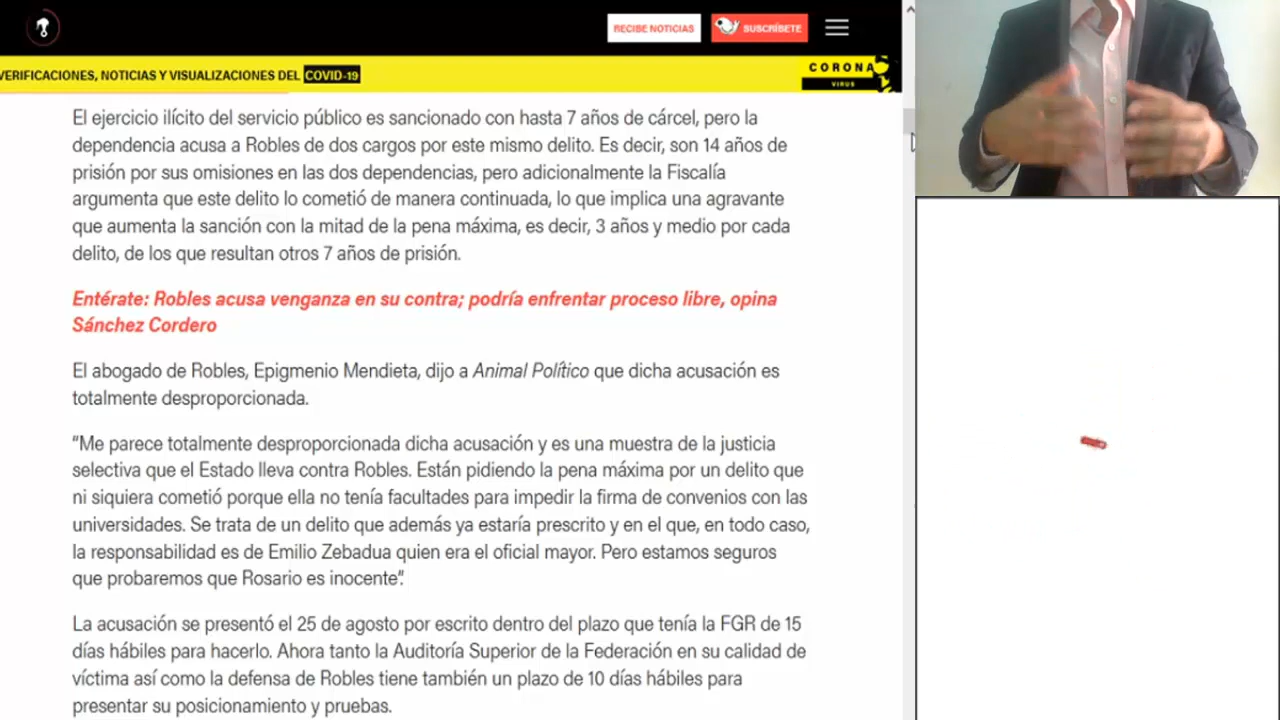 RECIBE NOTICIAS
SUSCRÍBETE
VERIFICACIONES, NOTICIAS Y VISUALIZACIONES DEL COVID-19
CORONA
VIRUS
El ejercicio ilícito del servicio público es sancionado con hasta 7 años de cárcel, pero la
dependencia acusa a Robles de dos cargos por este mismo delito. Es decir, son 14 años de
prisión por sus omisiones en las dos dependencias, pero adicionalmente la Fiscalía
argumenta que este delito lo cometió de manera continuada, lo que implica una agravante
que aumenta la sanción con la mitad de la pena máxima, es decir, 3 años y medio por cada
delito, de los que resultan otros 7 años de prisión.
Entérate: Robles acusa venganza en su contra; podría enfrentar proceso libre, opina
Sánchez Cordero
El abogado de Robles, Epigmenio Mendieta, dijo a Animal Político que dicha acusación es
totalmente desproporcionada.
“Me parece totalmente desproporcionada dicha acusación y es una muestra de la justicia
selectiva que el Estado lleva contra Robles. Están pidiendo la pena máxima por un delito que
ni siquiera cometió porque ella no tenía facultades para impedir la firma de convenios con las
universidades. Se trata de un delito que además ya estaría prescrito y en el que, en todo caso,
la responsabilidad es de Emilio Zebadua quien era el oficial mayor. Pero estamos seguros
que probaremos que Rosario es inocente”.
La acusación se presentó el 25 de agosto por escrito dentro del plazo que tenía la FGR de 15
días hábiles para hacerlo. Ahora tanto la Auditoría Superior de la Federación en su calidad de
víctima así como la defensa de Robles tiene también un plazo de 10 días hábiles para
presentar su posicionamiento y pruebas.